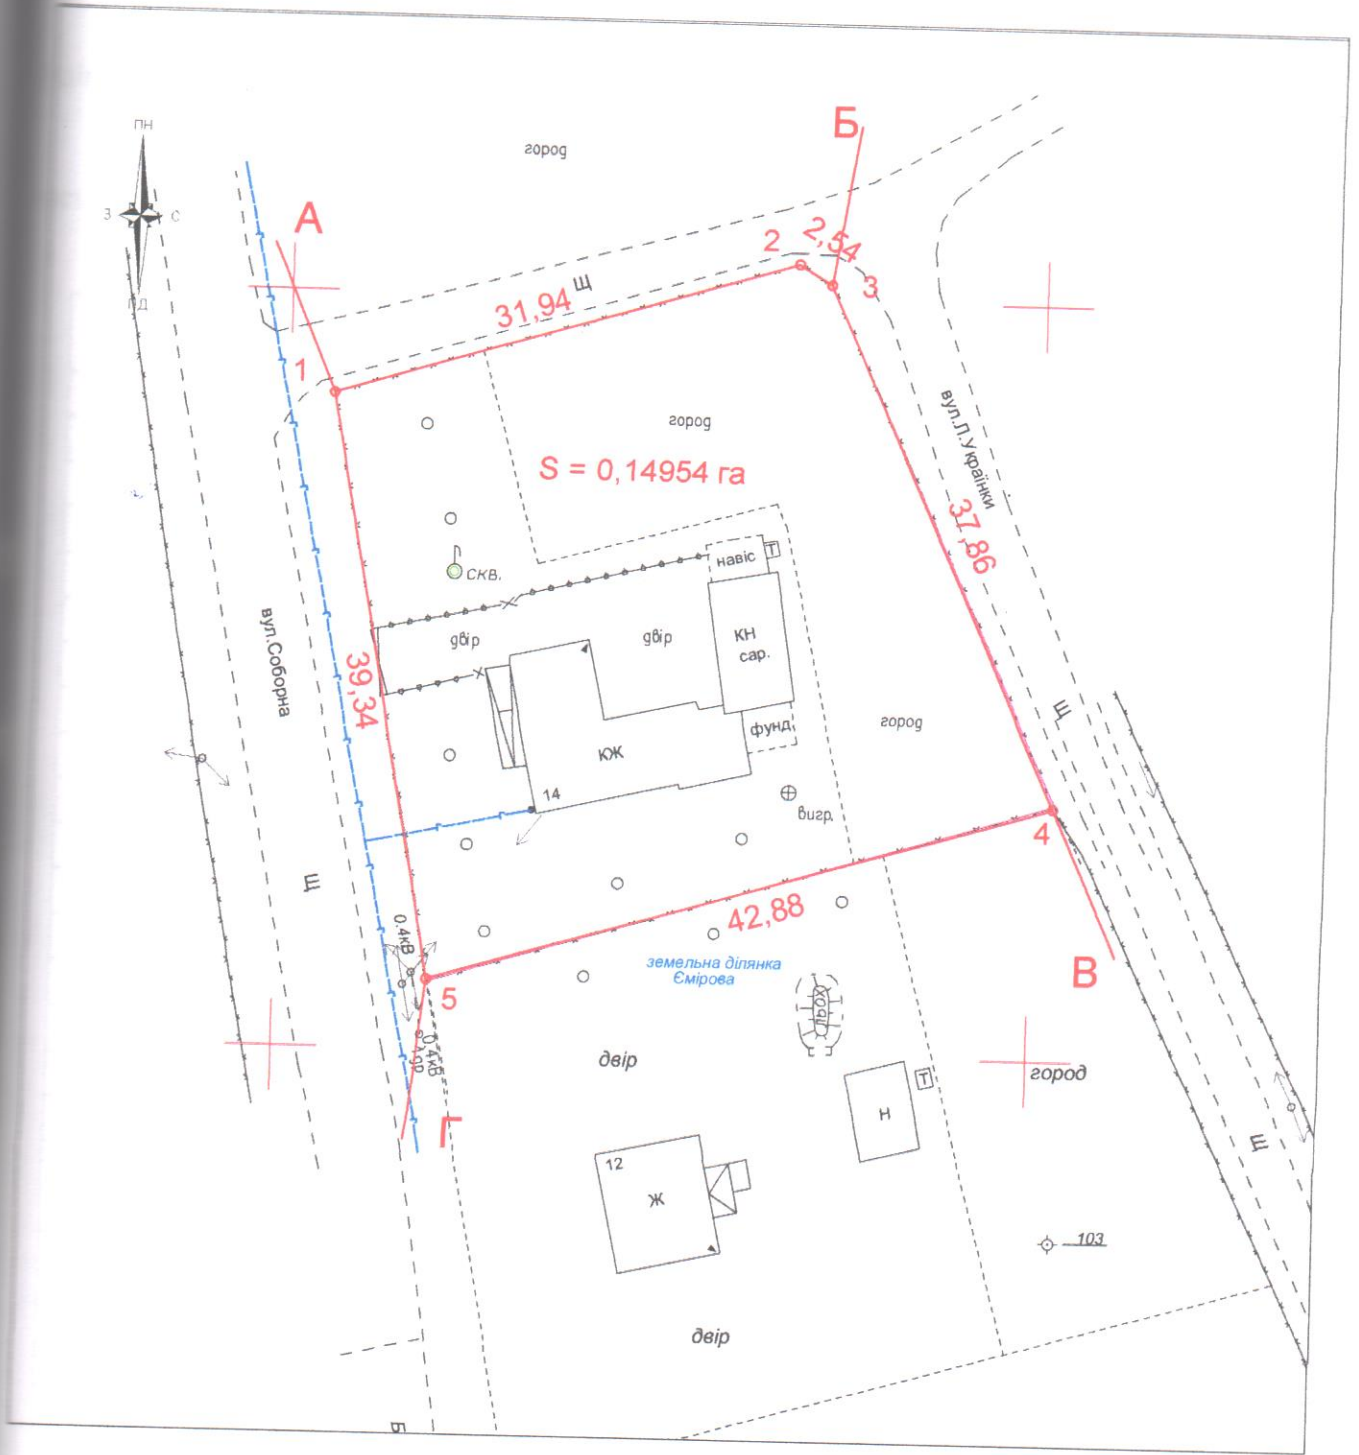 ПН
З
С
ПД
город
А
Б
2
2,54
3
Щ
31,94
1
город
S = 0,14954 га
вул.Л.Українки
37,86
навіс
Т
СКВ.
двір
двір
КН
сар.
вул.Соборна
39,34
фунд.
город
Щ
КЖ
14
вигр.
4
Щ
42,88
0.4кВ
земельна ділянка
Ємірова
5
льох
В
0.4кВ
двір
город
Т
Н
Г
12
Ж
Щ
103
двір
Б